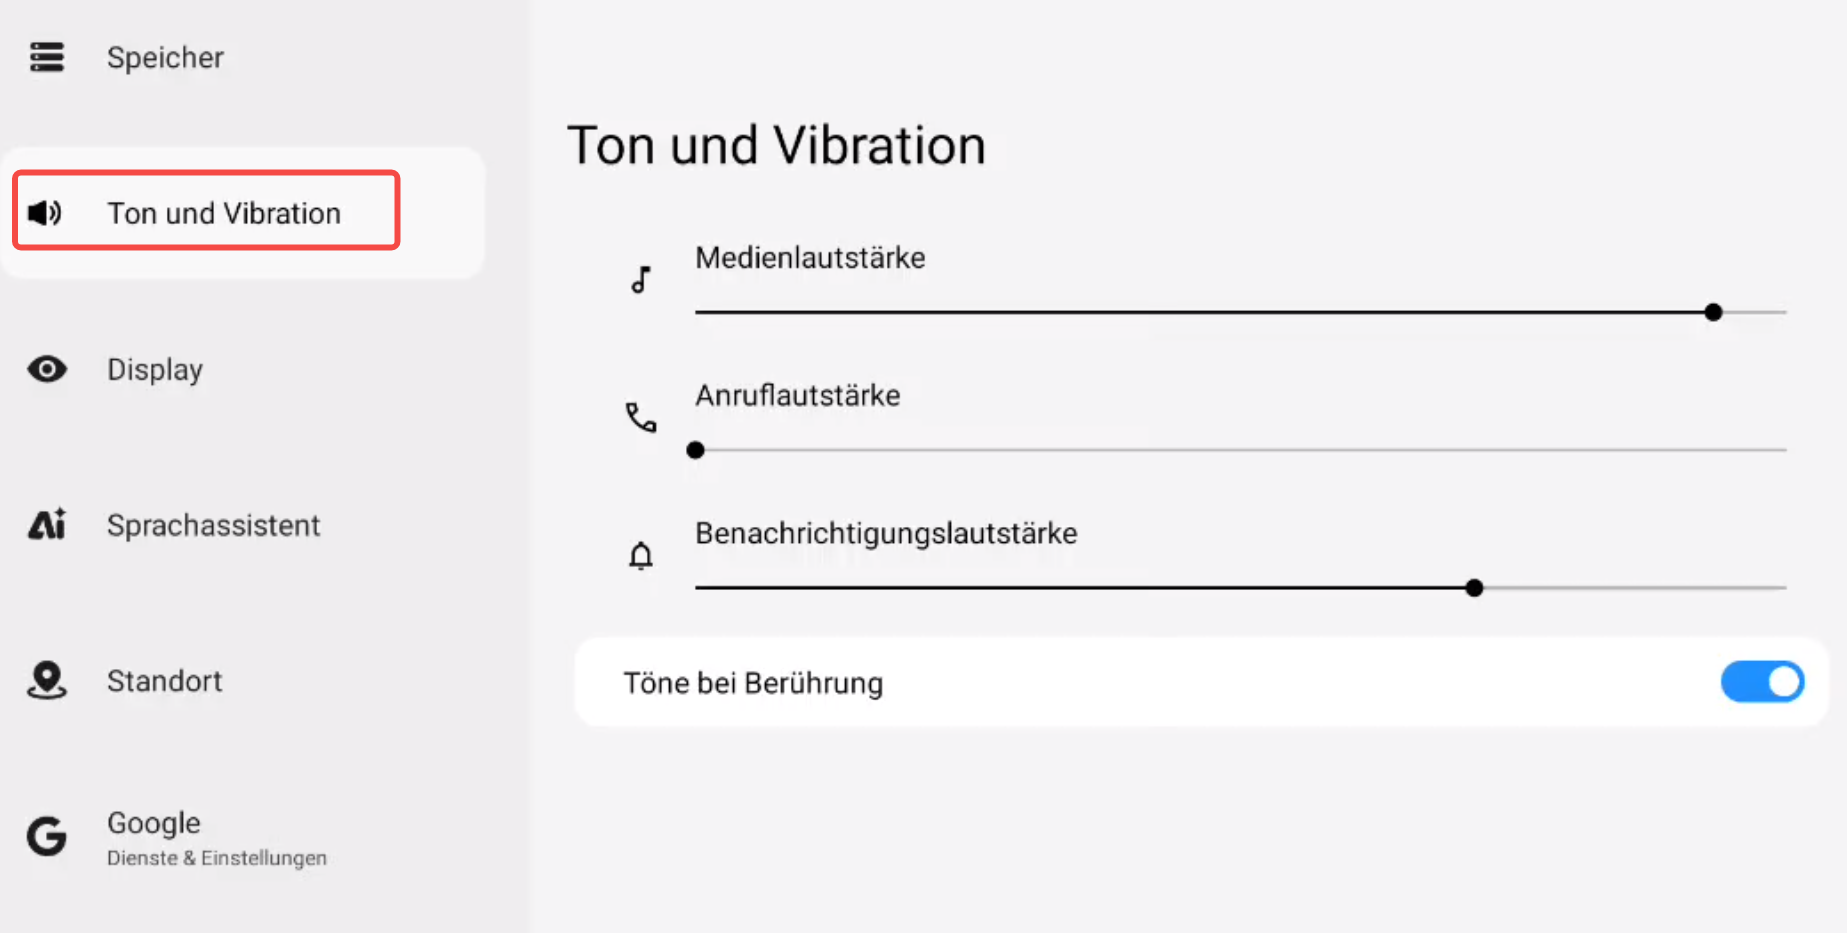 Speicher
Ton und Vibration
Display
Sprachassistent
Standort
Google
Dienste & Einstellungen
Ton und Vibration
Medienlautstärke
Anruflautstärke
Benachrichtigungslautstärke
Töne bei Berührung